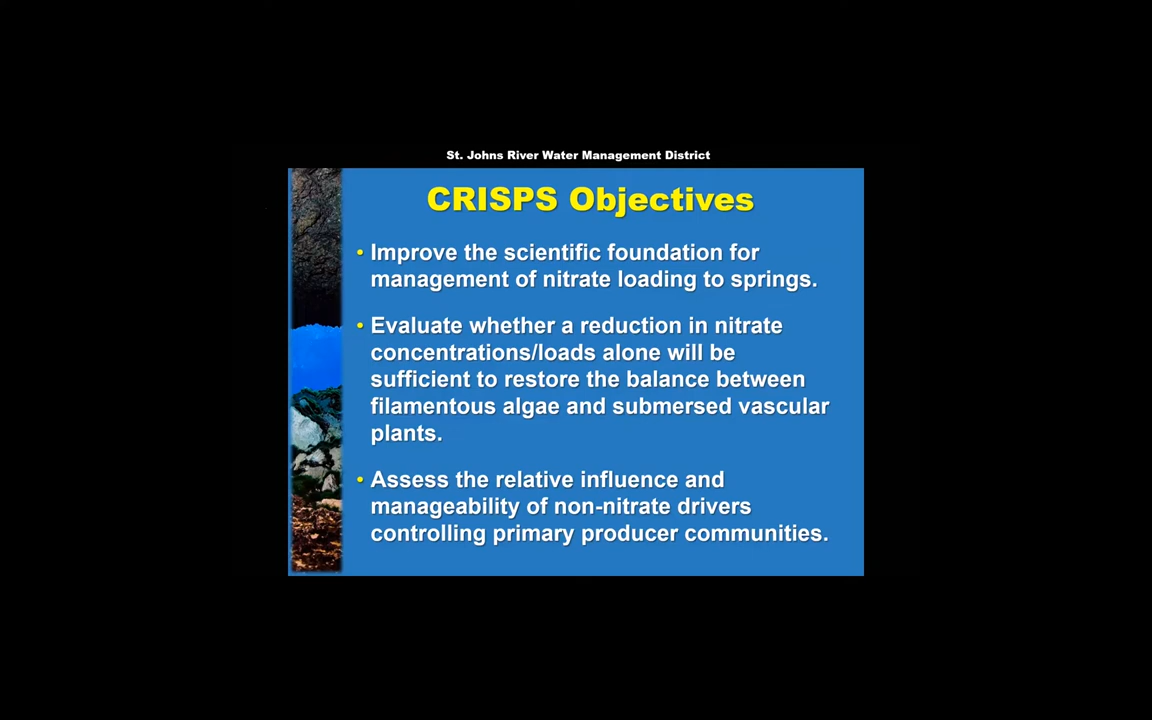 St. Johns River Water Management District
CRISPS Objectives
• Improve the scientific foundation for
management of nitrate loading to springs.
• Evaluate whether a reduction in nitrate
concentrations/loads alone will be
sufficient to restore the balance between
filamentous algae and submersed vascular
plants.
• Assess the relative influence and
manageability of non-nitrate drivers
controlling primary producer communities.